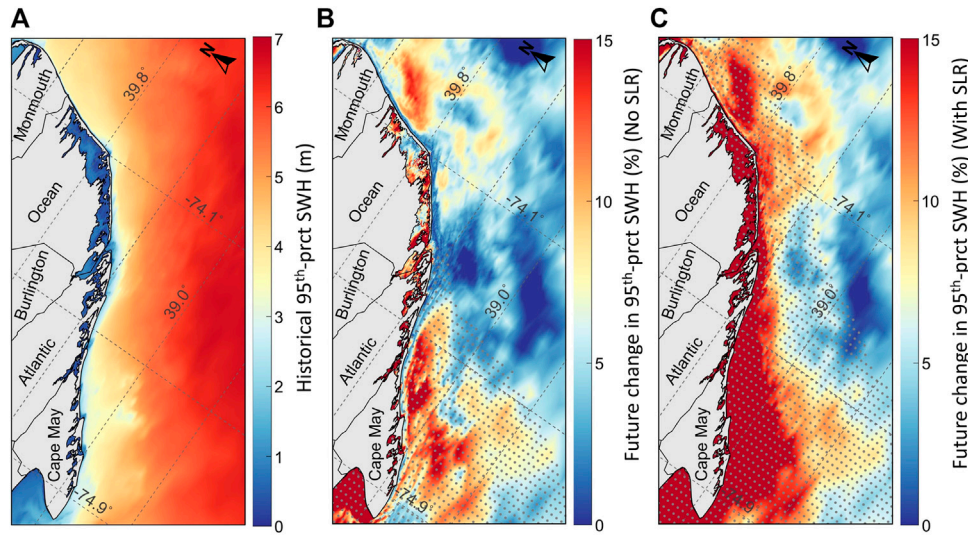 A
N
Monmouth
Ocean
Burlington
Atlantic
Cape May
39.8°
-74.1°
39.0°
-74.9°
7
6
5
4
3
2
1
0
Historical 95th-prct SWH (m)
B
N
Monmouth
Ocean
Burlington
Atlantic
Cape May
39.8°
-74.1°
39.0°
-74.9°
15
10
5
0
Future change in 95th-prct SWH (%) (No SLR)
C
N
Monmouth
Ocean
Burlington
Atlantic
Cape May
39.8°
-74.1°
39.0°
15
10
5
0
Future change in 95th-prct SWH (%) (With SLR)